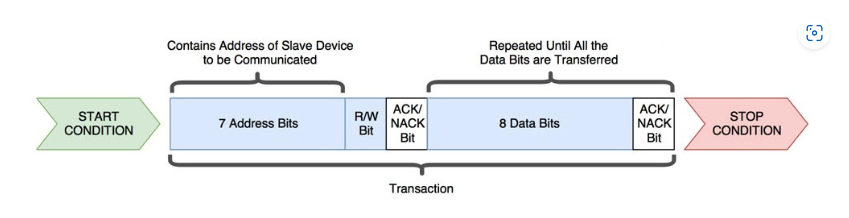 Contains Address of Slave Device
to be Communicated
Repeated Until All the
Data Bits are Transferred
START
CONDITION
7 Address Bits
R/W
Bit
ACK/
NACK
Bit
8 Data Bits
ACK/
NACK
Bit
STOP
CONDITION
Transaction